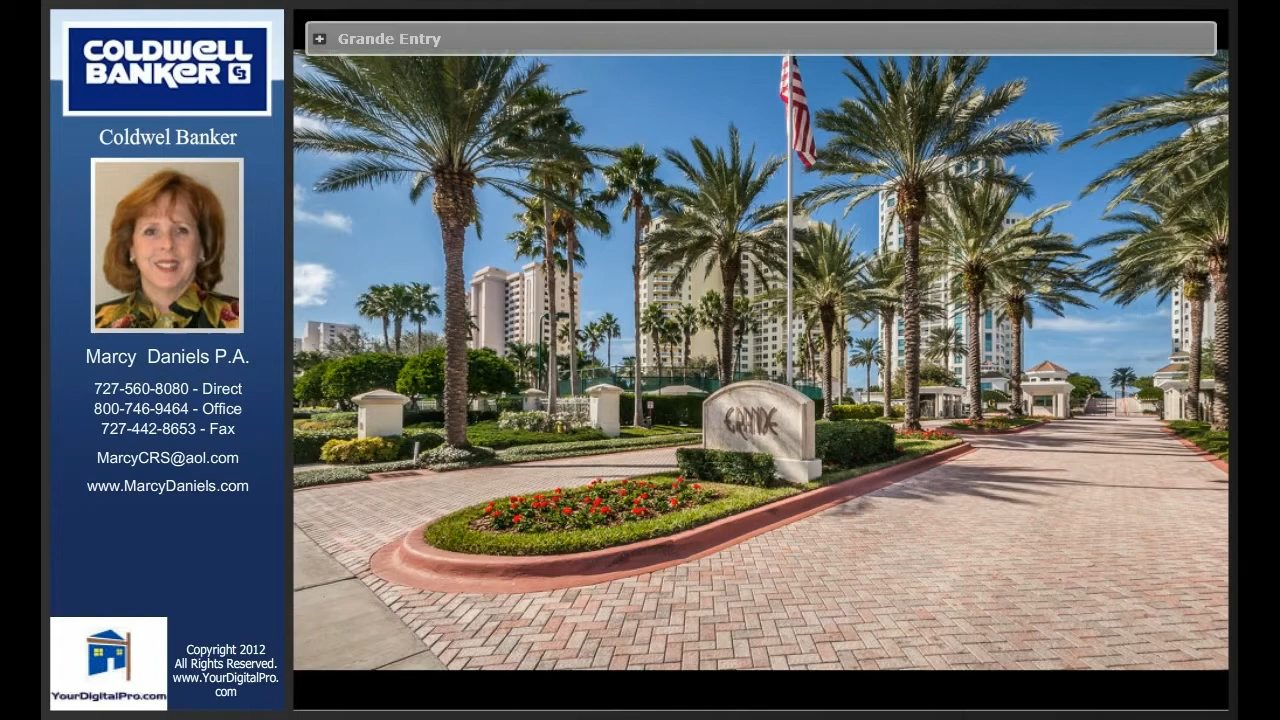 COLDWELL
BANKER CB
Coldwel Banker
Marcy Daniels P.A.
727-560-8080 - Direct
800-746-9464 - Office
727-442-8653 - Fax
MarcyCRS@aol.com
www.MarcyDaniels.com
YourDigitalPro.com
Copyright 2012
All Rights Reserved.
www.YourDigitalPro.
com
Grande Entry
GRANDE